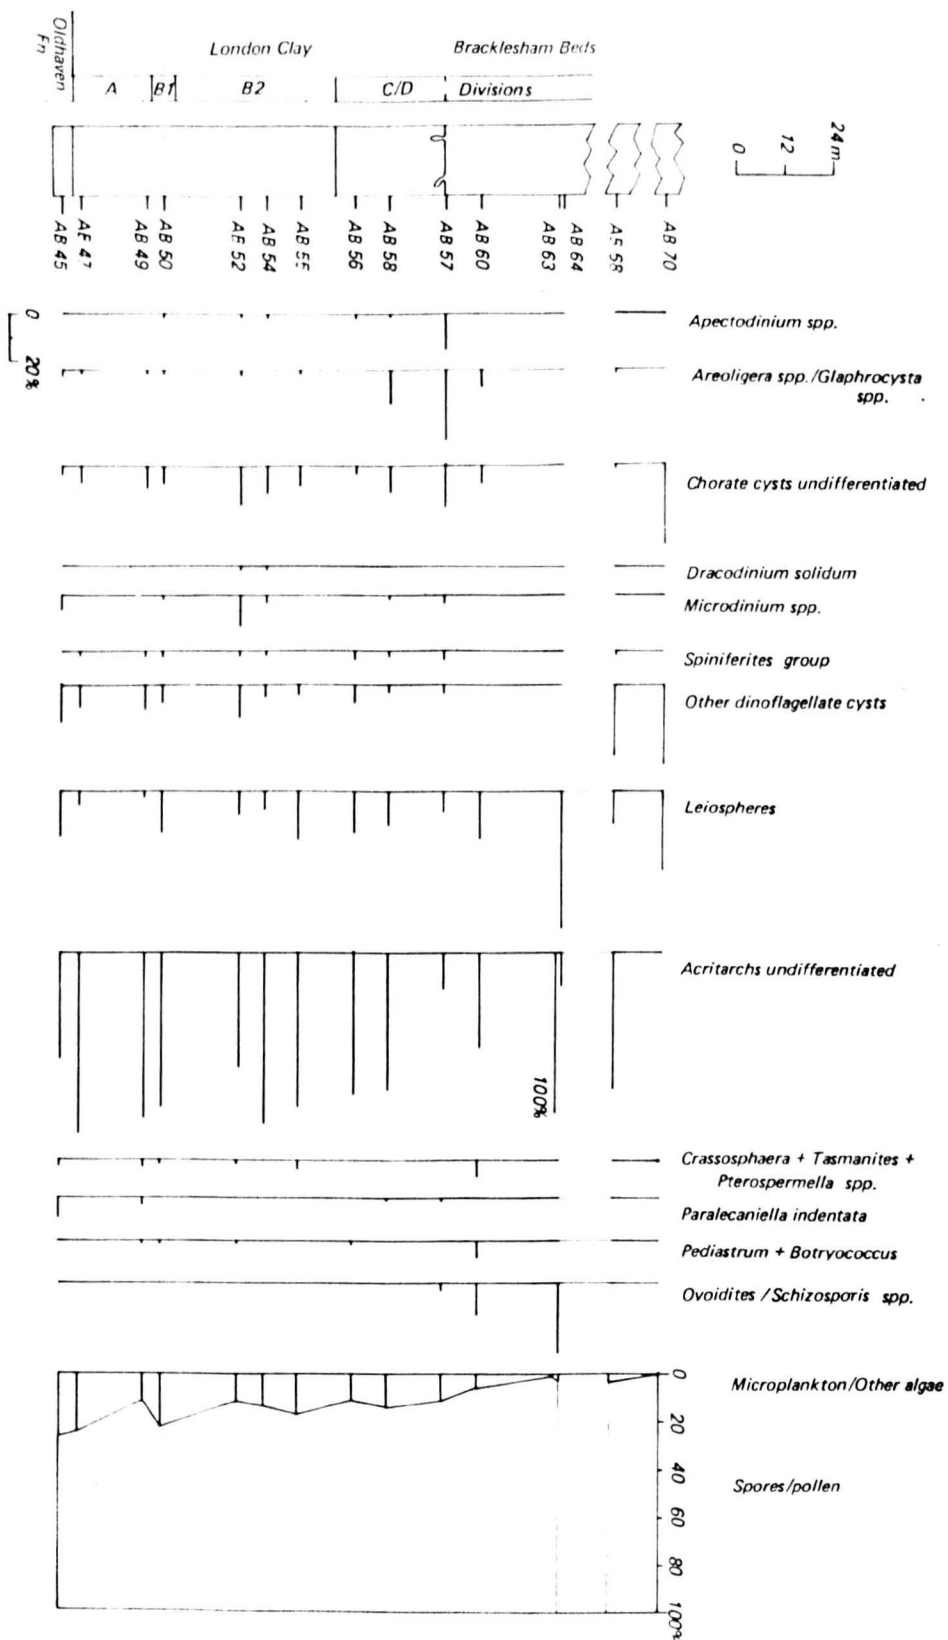 Oldhaven
Fn
London Clay
Bracklesham Beds
A
B1
B2
C/D
Divisions
0
12
24 m
AB 45
AE 47
AB 49
AB 50
AE 52
AB 54
AB 55
AB 56
AB 58
AB 57
AB 60
AB 63
AB 64
AB 70
0
20%
Apectodinium spp.
Areoligera spp./Glaphrocysta
spp.
Chorate cysts undifferentiated
Dracodinium solidum
Microdinium spp.
Spiniferites group
Other dinoflagellate cysts
Leiospheres
Acritarchs undifferentiated
100%
Crassosphaera + Tasmanites +
Pterospermella spp.
Paralecaniella indentata
Pediastrum + Botryococcus
Ovoidites / Schizosporis spp.
Microplankton/Other algae
Spores/pollen
0
20
40
60
80
100%